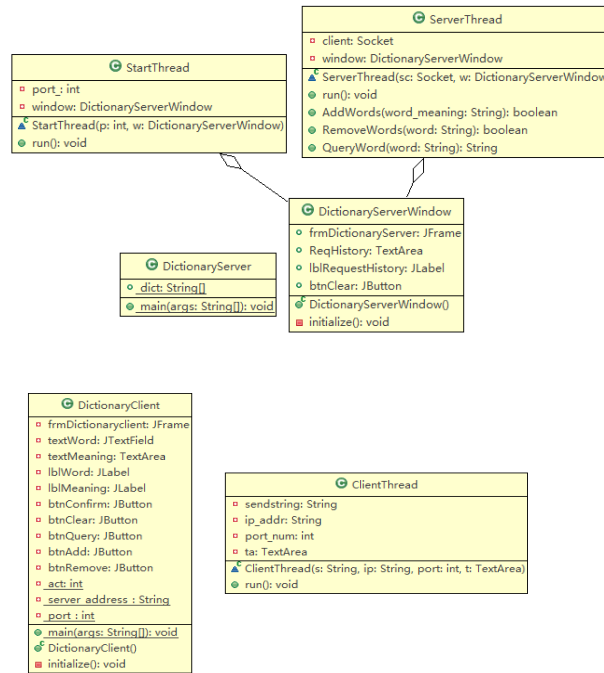 ServerThread
client: Socket
window: DictionaryServerWindow
ServerThread(sc: Socket, w: DictionaryServerWindow
run(): void
AddWords(word_meaning: String): boolean
RemoveWords(word: String): boolean
QueryWord(word: String): String
StartThread
port_: int
window: DictionaryServerWindow
StartThread(p: int, w: DictionaryServerWindow)
run(): void
DictionaryServerWindow
frmDictionaryServer: JFrame
ReqHistory: TextArea
lblRequestHistory: JLabel
btnClear: JButton
DictionaryServerWindow()
initialize(): void
DictionaryServer
dict: String[]
main(args: String[]): void
DictionaryClient
frmDictionaryclient: JFrame
textWord: JTextField
textMeaning: TextArea
lblWord: JLabel
lblMeaning: JLabel
btnConfirm: JButton
btnClear: JButton
btnQuery: JButton
btnAdd: JButton
btnRemove: JButton
act: int
server_address_: String
port_: int
main(args: String[]): void
DictionaryClient()
initialize(): void
ClientThread
sendstring: String
ip_addr: String
port_num: int
ta: TextArea
ClientThread(s: String, ip: String, port: int, t: TextArea)
run(): void